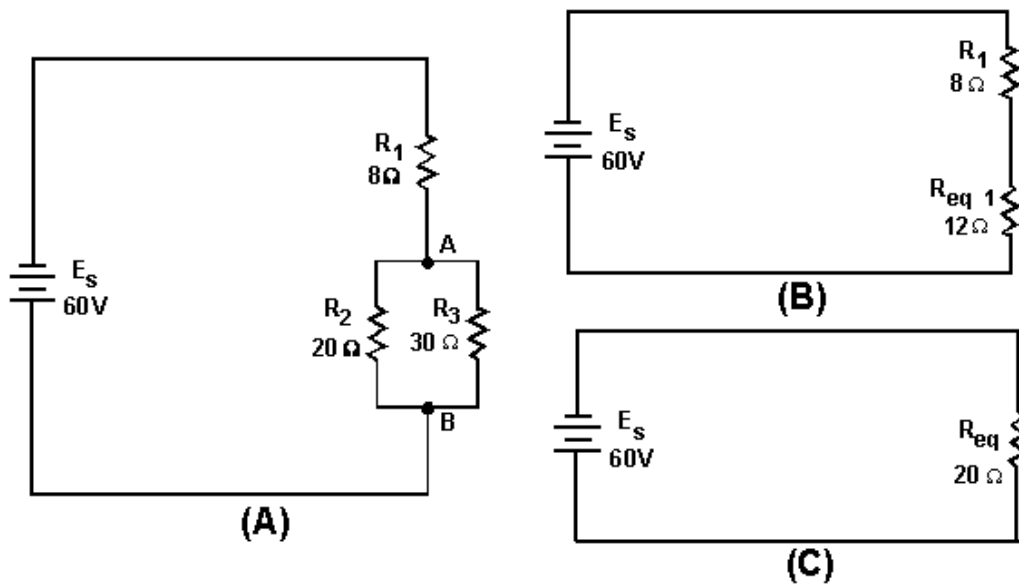 R1
8Ω
A
Es
60V
R2
20 Ω
R3
30 Ω
B
(A)
R1
8 Ω
Es
60V
Req 1
12 Ω
(B)
Es
60V
Req
20 Ω
(C)